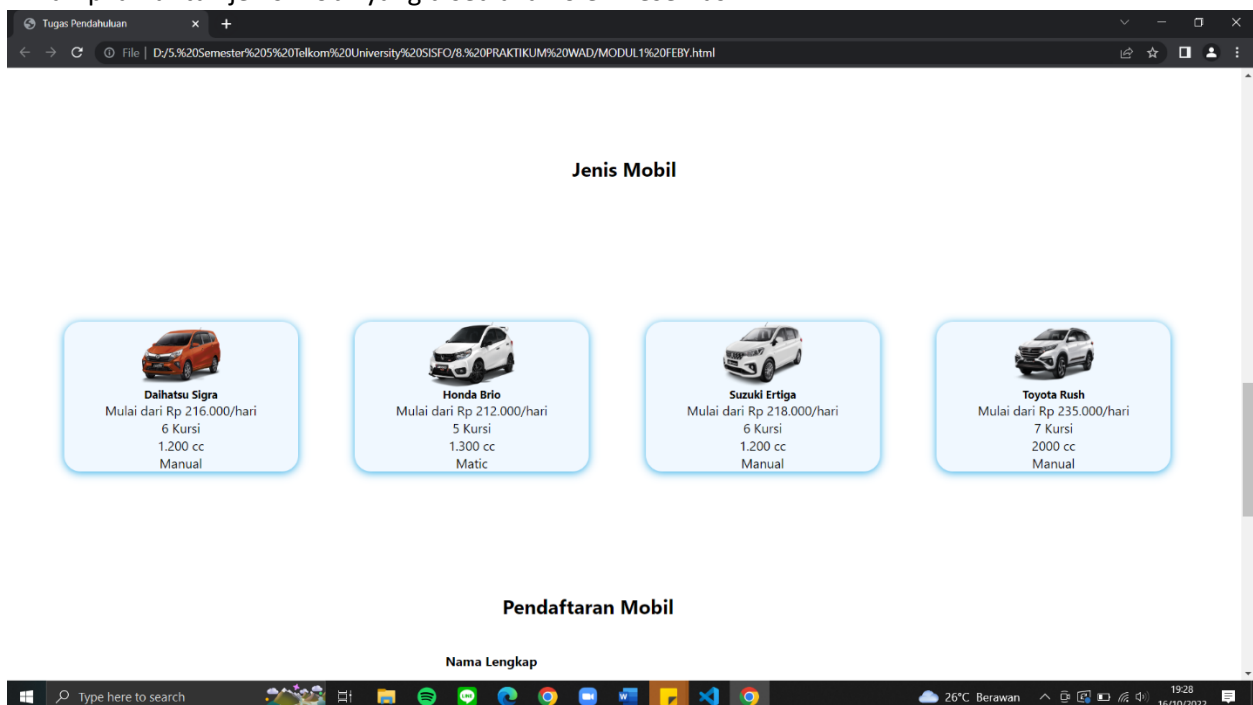 Tugas Pendahuluan
File | D:/5.%20Semester%205%20Telkom%20University%20SISFO/8.%20PRAKTIKUM%20WAD/MODUL1%20FEBY.html
Jenis Mobil
Daihatsu Sigra
Mulai dari Rp 216.000/hari
6 Kursi
1.200 cc
Manual
Honda Brio
Mulai dari Rp 212.000/hari
5 Kursi
1.300 cc
Matic
Suzuki Ertiga
Mulai dari Rp 218.000/hari
6 Kursi
1.200 cc
Manual
Toyota Rush
Mulai dari Rp 235.000/hari
7 Kursi
2000 cc
Manual
Pendaftaran Mobil
Nama Lengkap
Type here to search
26°C Berawan
19:28
16/10/2022